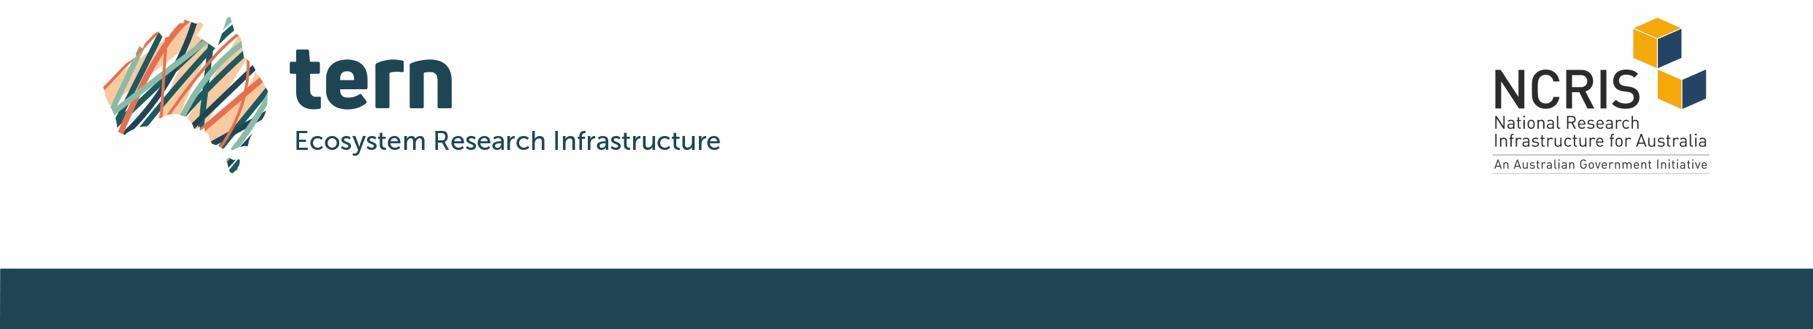 tern
Ecosystem Research Infrastructure
NCRIS
National Research
Infrastructure for Australia
An Australian Government Initiative